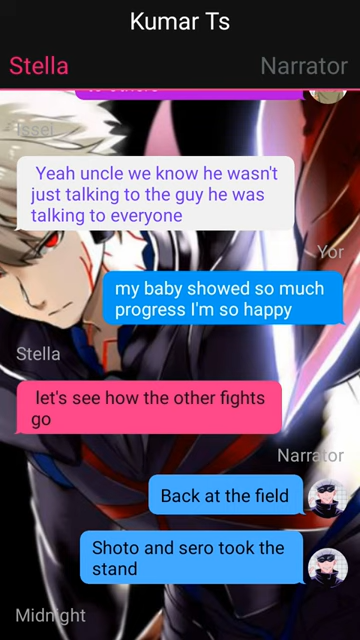 Kumar Ts
Stella
Narrator
to others
Issei
Yeah uncle we know he wasn't
just talking to the guy he was
talking to everyone
Yor
my baby showed so much
progress I'm so happy
Stella
let's see how the other fights
go
Narrator
Back at the field
Shoto and sero took the
stand
Midnight